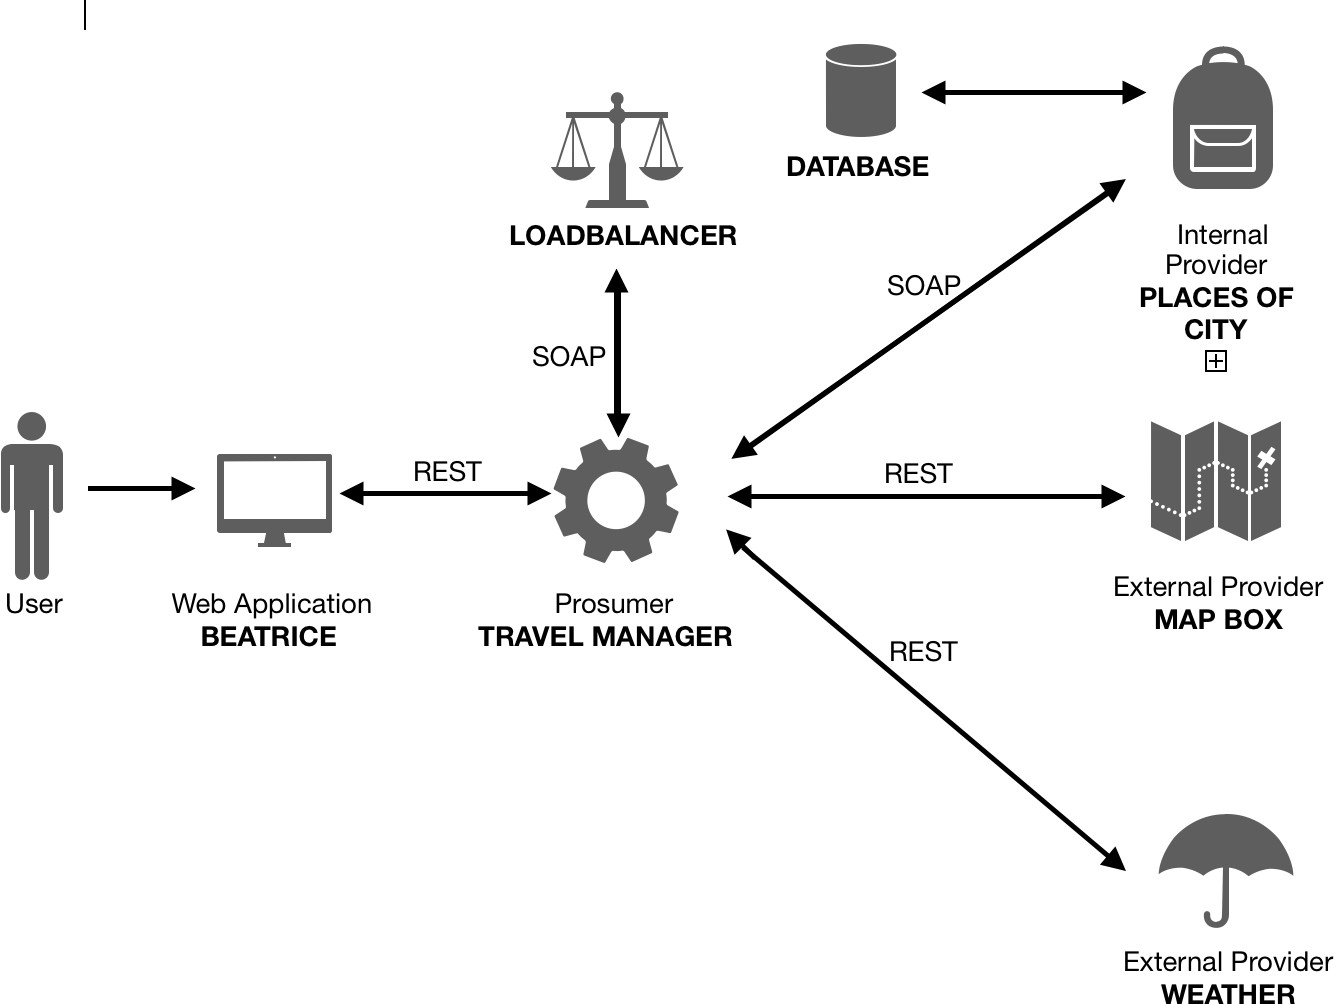 DATABASE
LOADBALANCER
Internal
Provider
PLACES OF
CITY
SOAP
SOAP
REST
REST
User
Web Application
BEATRICE
Prosumer
TRAVEL MANAGER
External Provider
MAP BOX
REST
External Provider
WEATHER